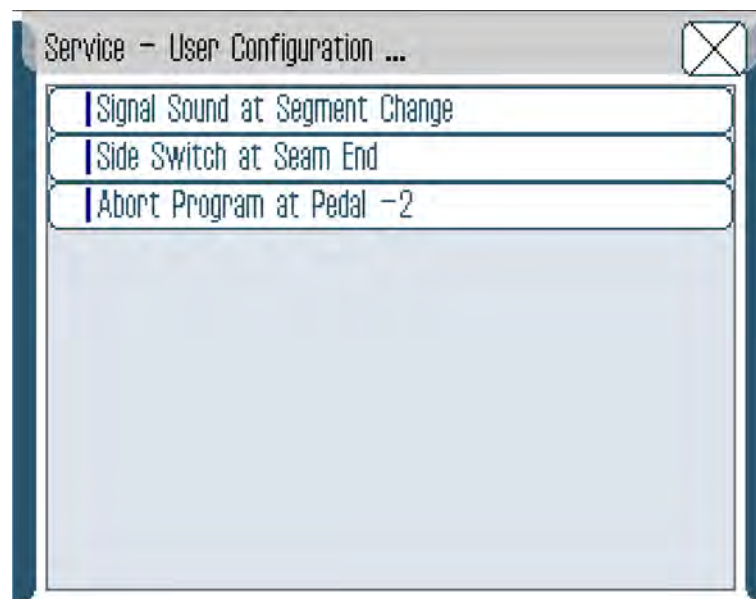 Service - User Configuration ...
Signal Sound at Segment Change
Side Switch at Seam End
Abort Program at Pedal -2